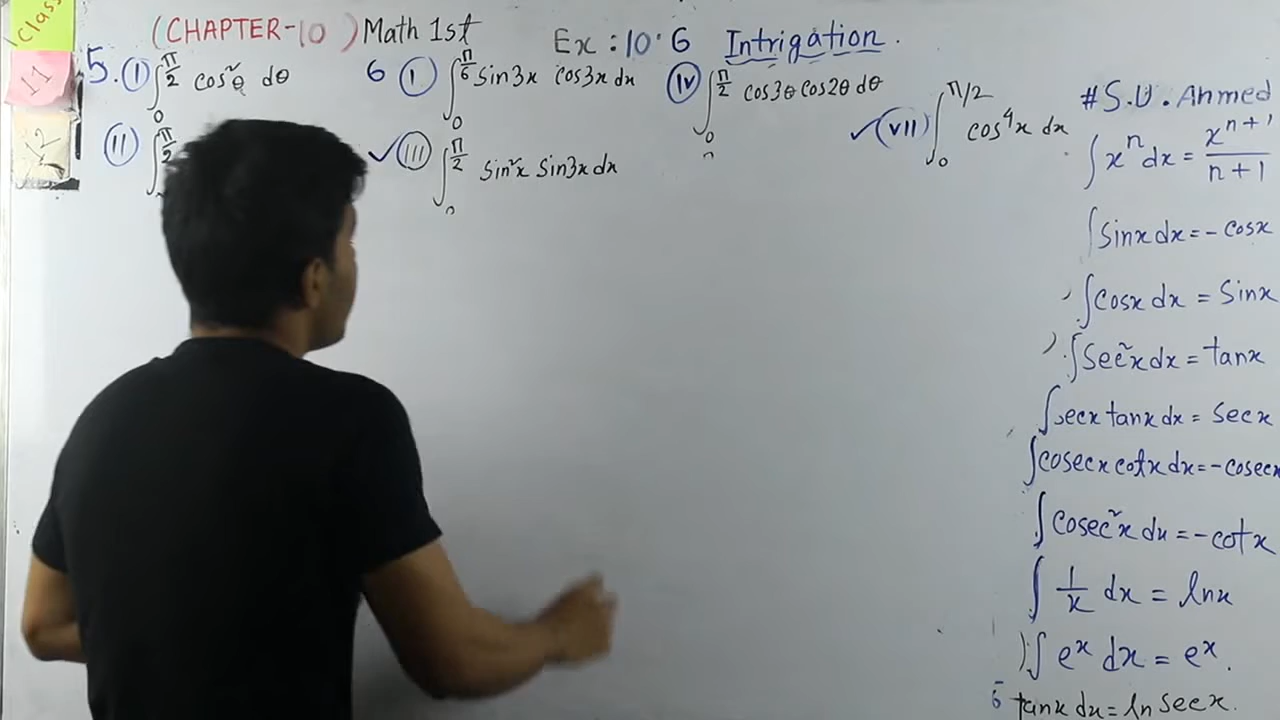 Class
11
12
(CHAPTER-10) Math 1st Ex: 10.6 Intrigation.
5. (I) ∫₀^π/2 cos²θ dθ
(II) ∫ π/2
6 (I) ∫₀^π/6 sin3x cos3x dx
✓(III) ∫₀^π/2 sin²x sin3x dx
(IV) ∫₀^π/2 cos3θ cos2θ dθ
✓(VII) ∫₀^π/2 cos⁴x dx
#S.U.Ahmed
∫xⁿdx = xⁿ⁺¹/n+1
∫sinx dx = -cosx
∫cosx dx = sinx
∫sec²x dx = tanx
∫secx tanx dx = secx
∫cosecx cotx dx = -cosecx
∫cosec²x dx = -cotx
∫ 1/x dx = lnx
∫ eˣ dx = eˣ.
tanx dx = ln secx.